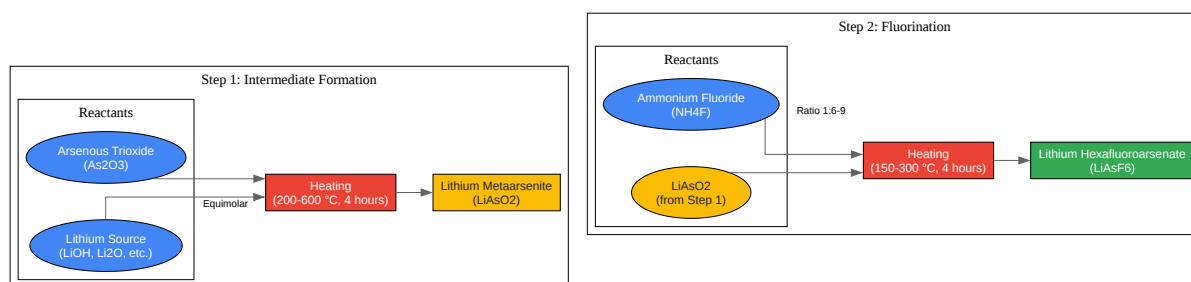 Step 1: Intermediate Formation
Reactants
Arsenous Trioxide
(As2O3)
Lithium Source
(LiOH, Li2O, etc.)
Equimolar
Heating
(200-600 °C, 4 hours)
Lithium Metaarsenite
(LiAsO2)
Step 2: Fluorination
Reactants
Ammonium Fluoride
(NH4F)
LiAsO2
(from Step 1)
Ratio 1:6-9
Heating
(150-300 °C, 4 hours)
Lithium Hexafluoroarsenate
(LiAsF6)